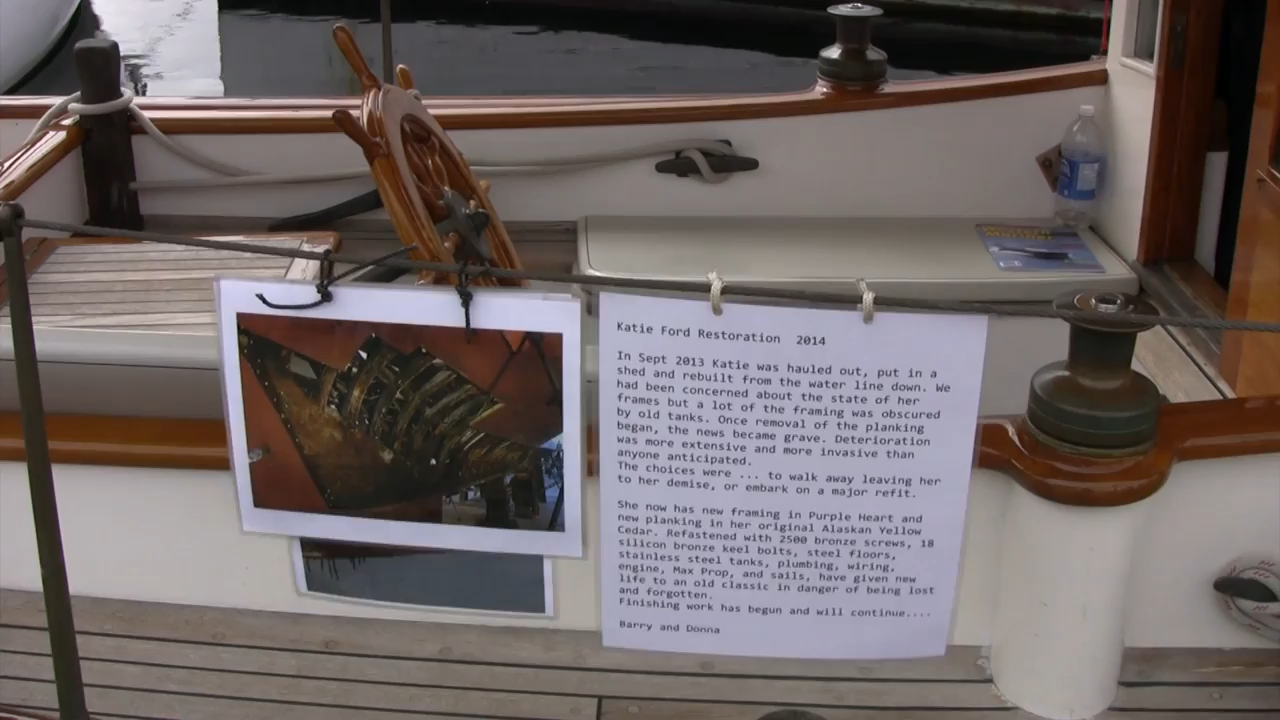 Katie Ford Restoration 2014
In Sept 2013 Katie was hauled out, put in a
shed and rebuilt from the water line down. We
had been concerned about the state of her
frames but a lot of the framing was obscured
by old tanks. Once removal of the planking
began, the news became grave. Deterioration
was more extensive and more invasive than
anyone anticipated.
The choices were ... to walk away leaving her
to her demise, or embark on a major refit.
She now has new framing in Purple Heart and
new planking in her original Alaskan Yellow
Cedar. Refastened with 2500 bronze screws, 18
silicon bronze keel bolts, steel floors,
stainless steel tanks, plumbing, wiring,
engine, Max Prop, and sails, have given new
life to an old classic in danger of being lost
and forgotten.
Finishing work has begun and will continue....
Barry and Donna